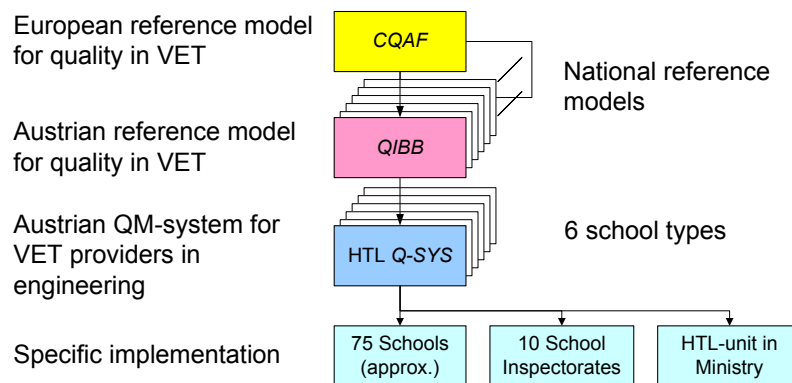 European reference model
for quality in VET
CQAF
National reference
models
Austrian reference model
for quality in VET
QIBB
Austrian QM-system for
VET providers in
engineering
HTL Q-SYS
6 school types
Specific implementation
75 Schools
(approx.)
10 School
Inspectorates
HTL-unit in
Ministry